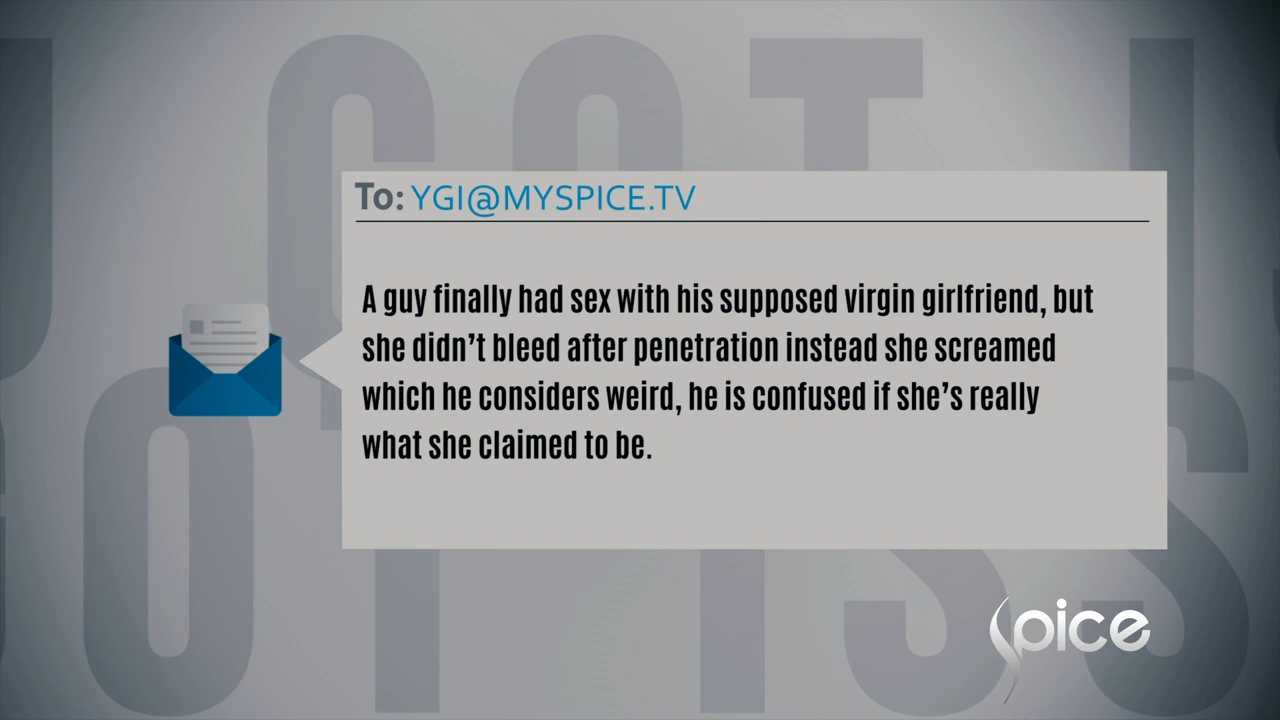 To: YGI@MYSPICE.TV
A guy finally had sex with his supposed virgin girlfriend, but
she didn't bleed after penetration instead she screamed
which he considers weird, he is confused if she's really
what she claimed to be.
Spice